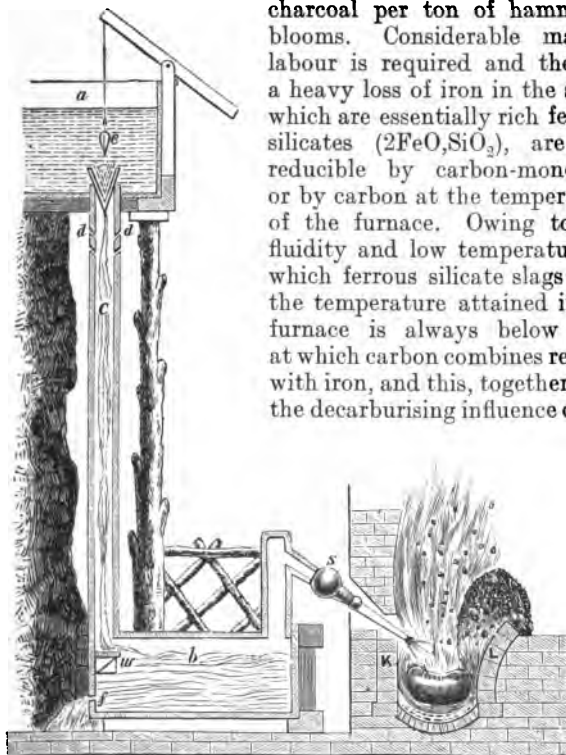 charcoal per ton of hamm
blooms. Considerable ma
labour is required and the
a heavy loss of iron in the s
which are essentially rich fe
silicates (2FeO,SiO₂), are
reducible by carbon-mon
or by carbon at the temper
of the furnace. Owing to
fluidity and low temperatu
which ferrous silicate slags
the temperature attained i
furnace is always below
at which carbon combines re
with iron, and this, together
the decarburising influence o
a
e
d d
c
s
w b
f
K L